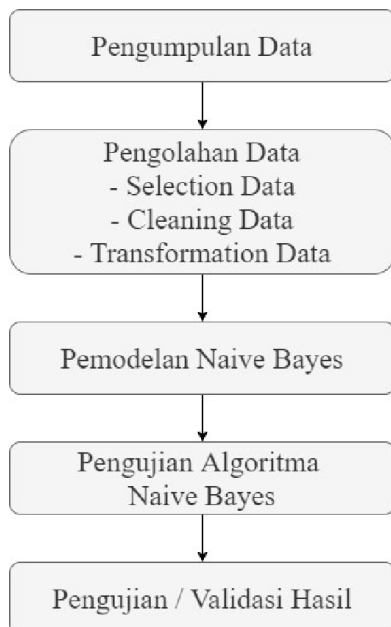 Pengumpulan Data
Pengolahan Data
- Selection Data
- Cleaning Data
- Transformation Data
Pemodelan Naive Bayes
Pengujian Algoritma
Naive Bayes
Pengujian / Validasi Hasil